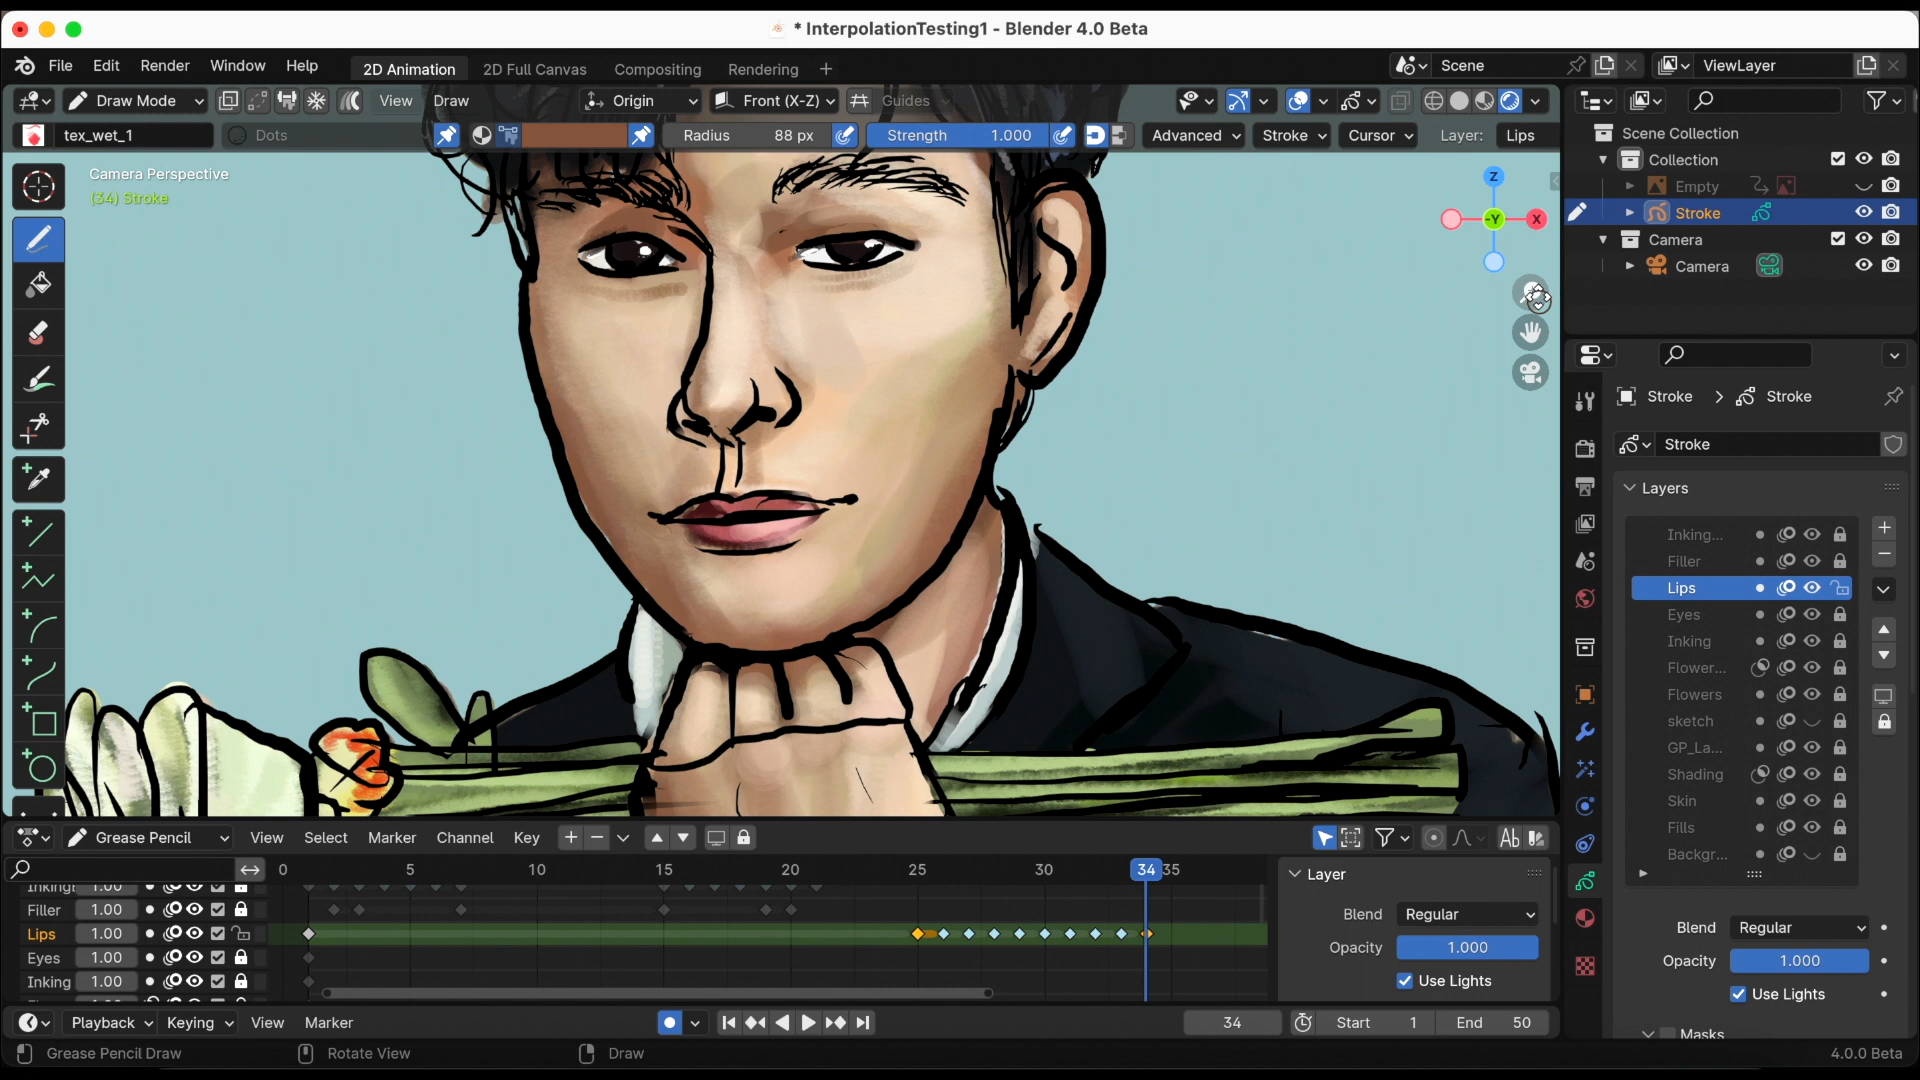 * InterpolationTesting1 - Blender 4.0 Beta
File Edit Render Window Help 2D Animation 2D Full Canvas Compositing Rendering + Scene ViewLayer
Draw Mode View Draw Origin Front (X-Z) Guides
tex_wet_1 Dots Radius 88 px Strength 1.000 Advanced Stroke Cursor Layer: Lips
Camera Perspective
(34) Stroke
Z
-Y X
Scene Collection
Collection
Empty
Stroke
Camera
Camera
Stroke > Stroke
Stroke
Layers
Inking...
Filler
Lips
Eyes
Inking
Flower...
Flowers
sketch
GP_La...
Shading
Skin
Fills
Backgr...
Blend Regular
Opacity 1.000
Use Lights
Masks
Grease Pencil View Select Marker Channel Key
0 5 10 15 20 25 30 34 35
1.00
Filler 1.00
Lips 1.00
Eyes 1.00
Inking 1.00
Layer
Blend Regular
Opacity 1.000
Use Lights
Playback Keying View Marker 34 Start 1 End 50
Grease Pencil Draw Rotate View Draw 4.0.0 Beta